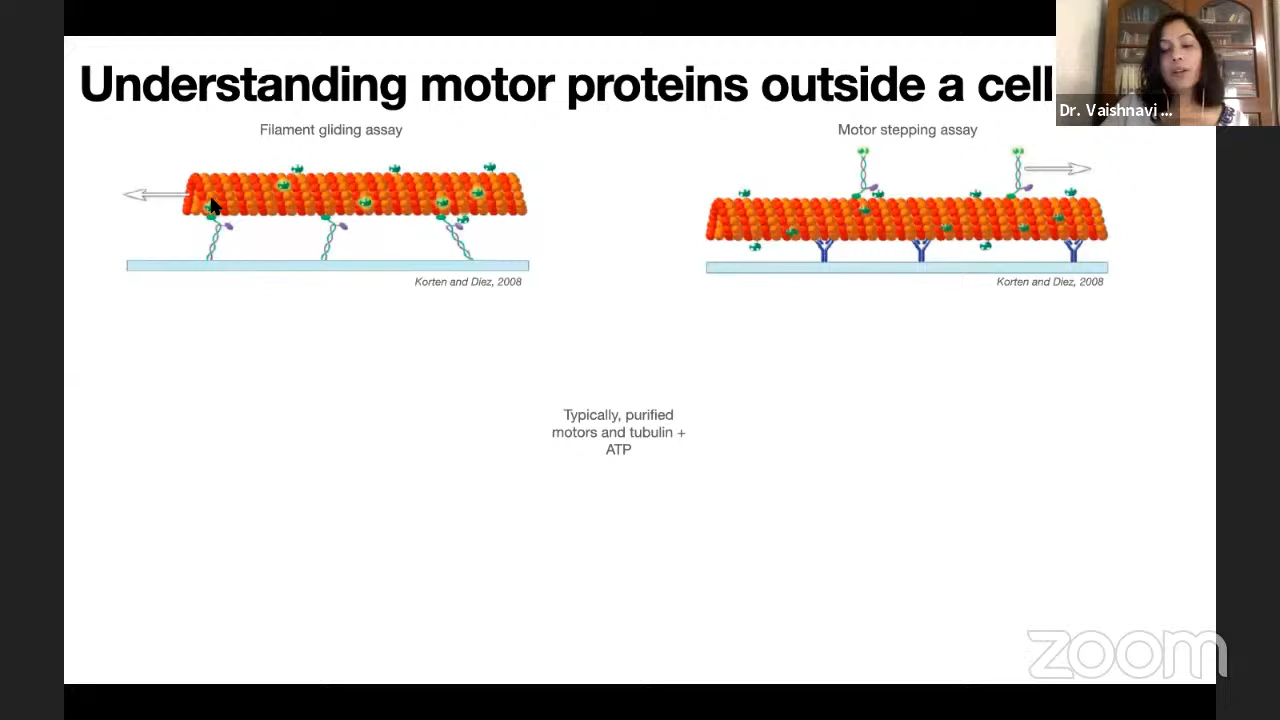 Understanding motor proteins outside a cell
Dr. Vaishnavi ...
Filament gliding assay
Motor stepping assay
Korten and Diez, 2008
Korten and Diez, 2008
Typically, purified
motors and tubulin +
ATP
zoom